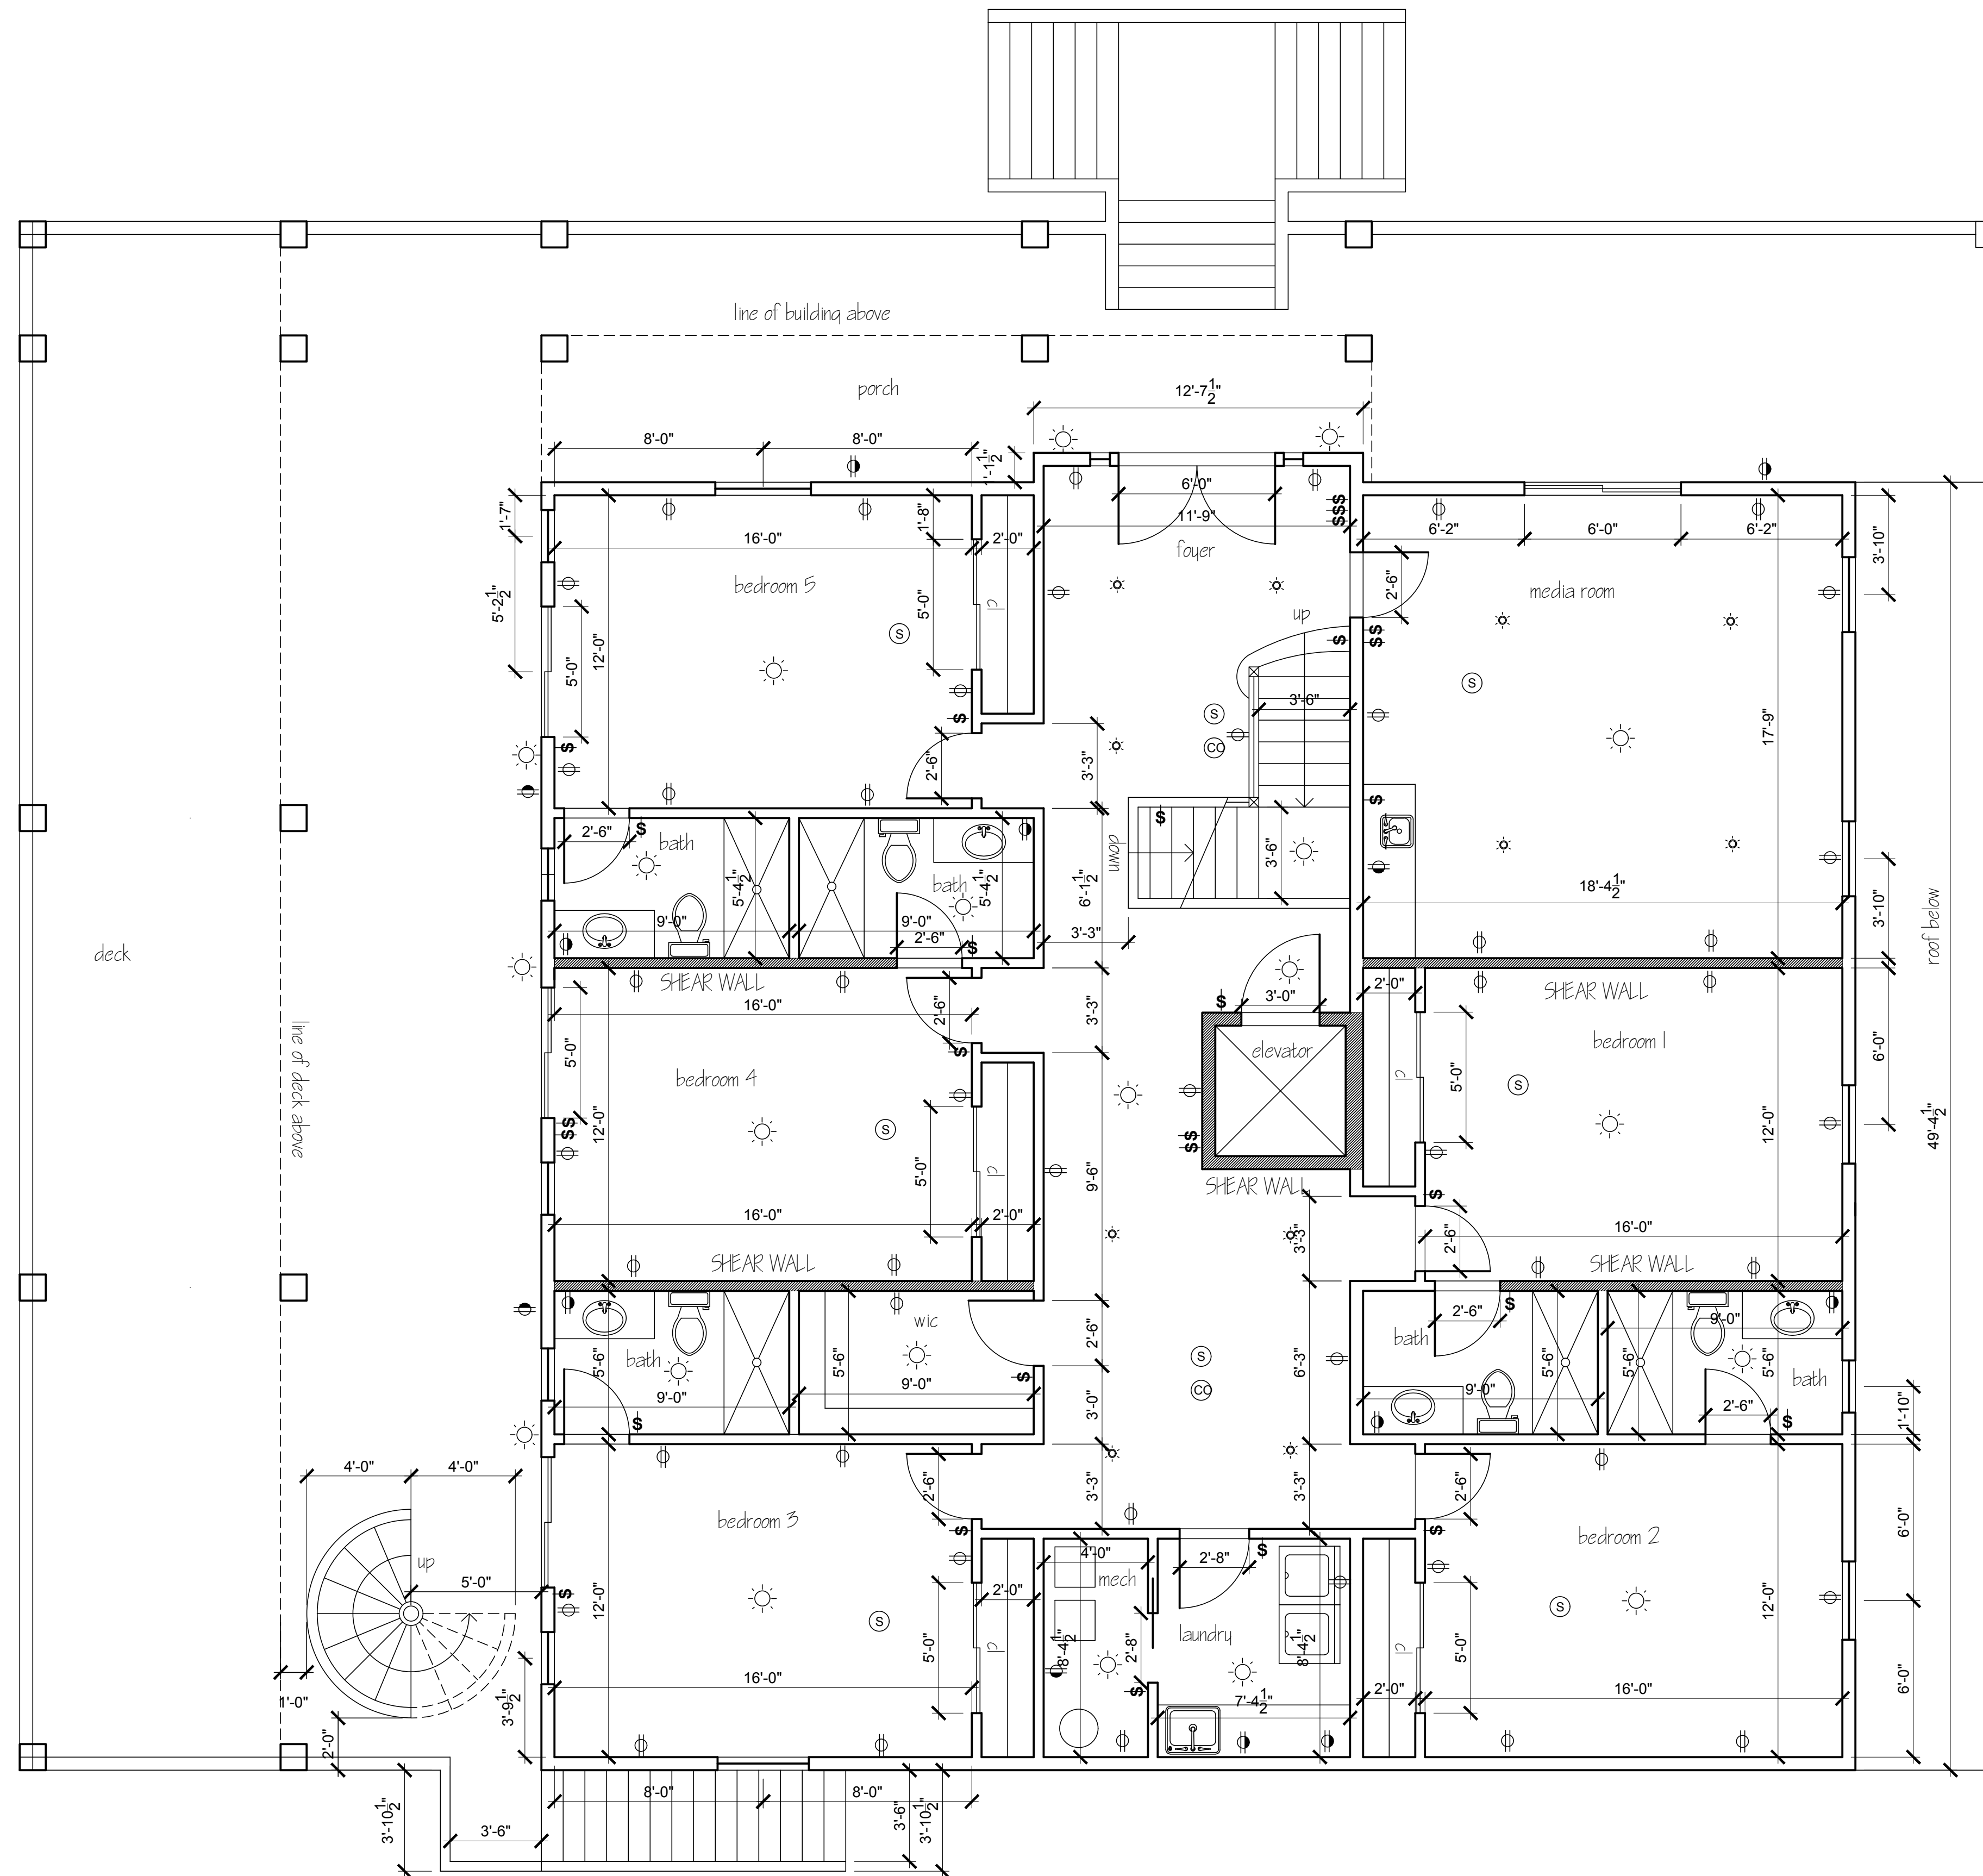 line of building above
porch
12'-7 1/2"
8'-0"
8'-0"
1'-1 1/2"
6'-0"
11'-9"
foyer
1'-7"
1'-8"
16'-0"
2'-0"
6'-2"
6'-0"
6'-2"
3'-10"
5'-2 1/2"
bedroom 5
5'-0"
cl
up
2'-6"
media room
5'-0"
12'-0"
S
$
$$$
$
$$
S
3'-6"
S
CO
17'-9"
$
$
2'-6"
3'-3"
2'-6"
$
bath
5'-4 1/2"
bath
5'-4 1/2"
6'-1 1/2"
down
$
3'-6"
$
18'-4 1/2"
3'-10"
roof below
9'-0"
9'-0"
2'-6"
$
3'-3"
deck
SHEAR WALL
16'-0"
2'-6"
3'-3"
$
3'-0"
2'-0"
SHEAR WALL
line of deck above
5'-0"
bedroom 4
$
elevator
bedroom 1
6'-0"
$$
12'-0"
S
5'-0"
cl
9'-6"
$$
cl
5'-0"
S
12'-0"
49'-4 1/2"
16'-0"
2'-0"
SHEAR WALL
3'-3"
$
2'-6"
16'-0"
SHEAR WALL
SHEAR WALL
wic
2'-6"
bath
5'-6"
9'-0"
5'-6"
9'-0"
$
3'-0"
S
CO
6'-3"
bath
2'-6"
$
5'-6"
9'-0"
5'-6"
9'-0"
5'-6"
bath
2'-6"
$
1'-10"
$
4'-0"
4'-0"
up
5'-0"
bedroom 3
2'-6"
$
3'-3"
3'-3"
2'-6"
$
bedroom 2
6'-0"
$
12'-0"
S
5'-0"
cl
2'-0"
4'-0"
mech
2'-8"
$
8'-4 1/2"
2'-8"
laundry
8'-4 1/2"
$
7'-4 1/2"
cl
2'-0"
5'-0"
S
12'-0"
16'-0"
6'-0"
16'-0"
1'-0"
2'-0"
3'-9 1/2"
3'-10 1/2"
3'-6"
8'-0"
8'-0"
3'-6"
3'-10 1/2"